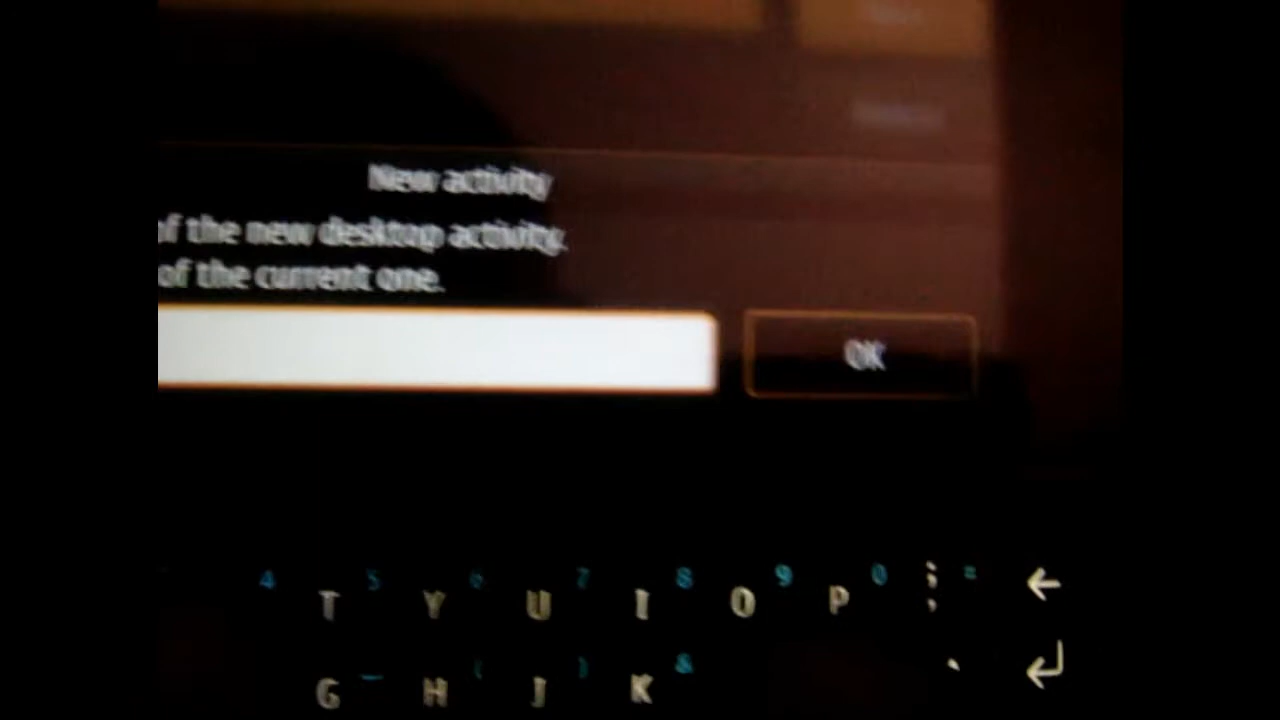 New activity
of the new desktop activity.
of the current one.
OK
4 5 6 7 8 9 0 =
T Y U I O P ; , ←
_ ( ) &
G H J K ' ↵